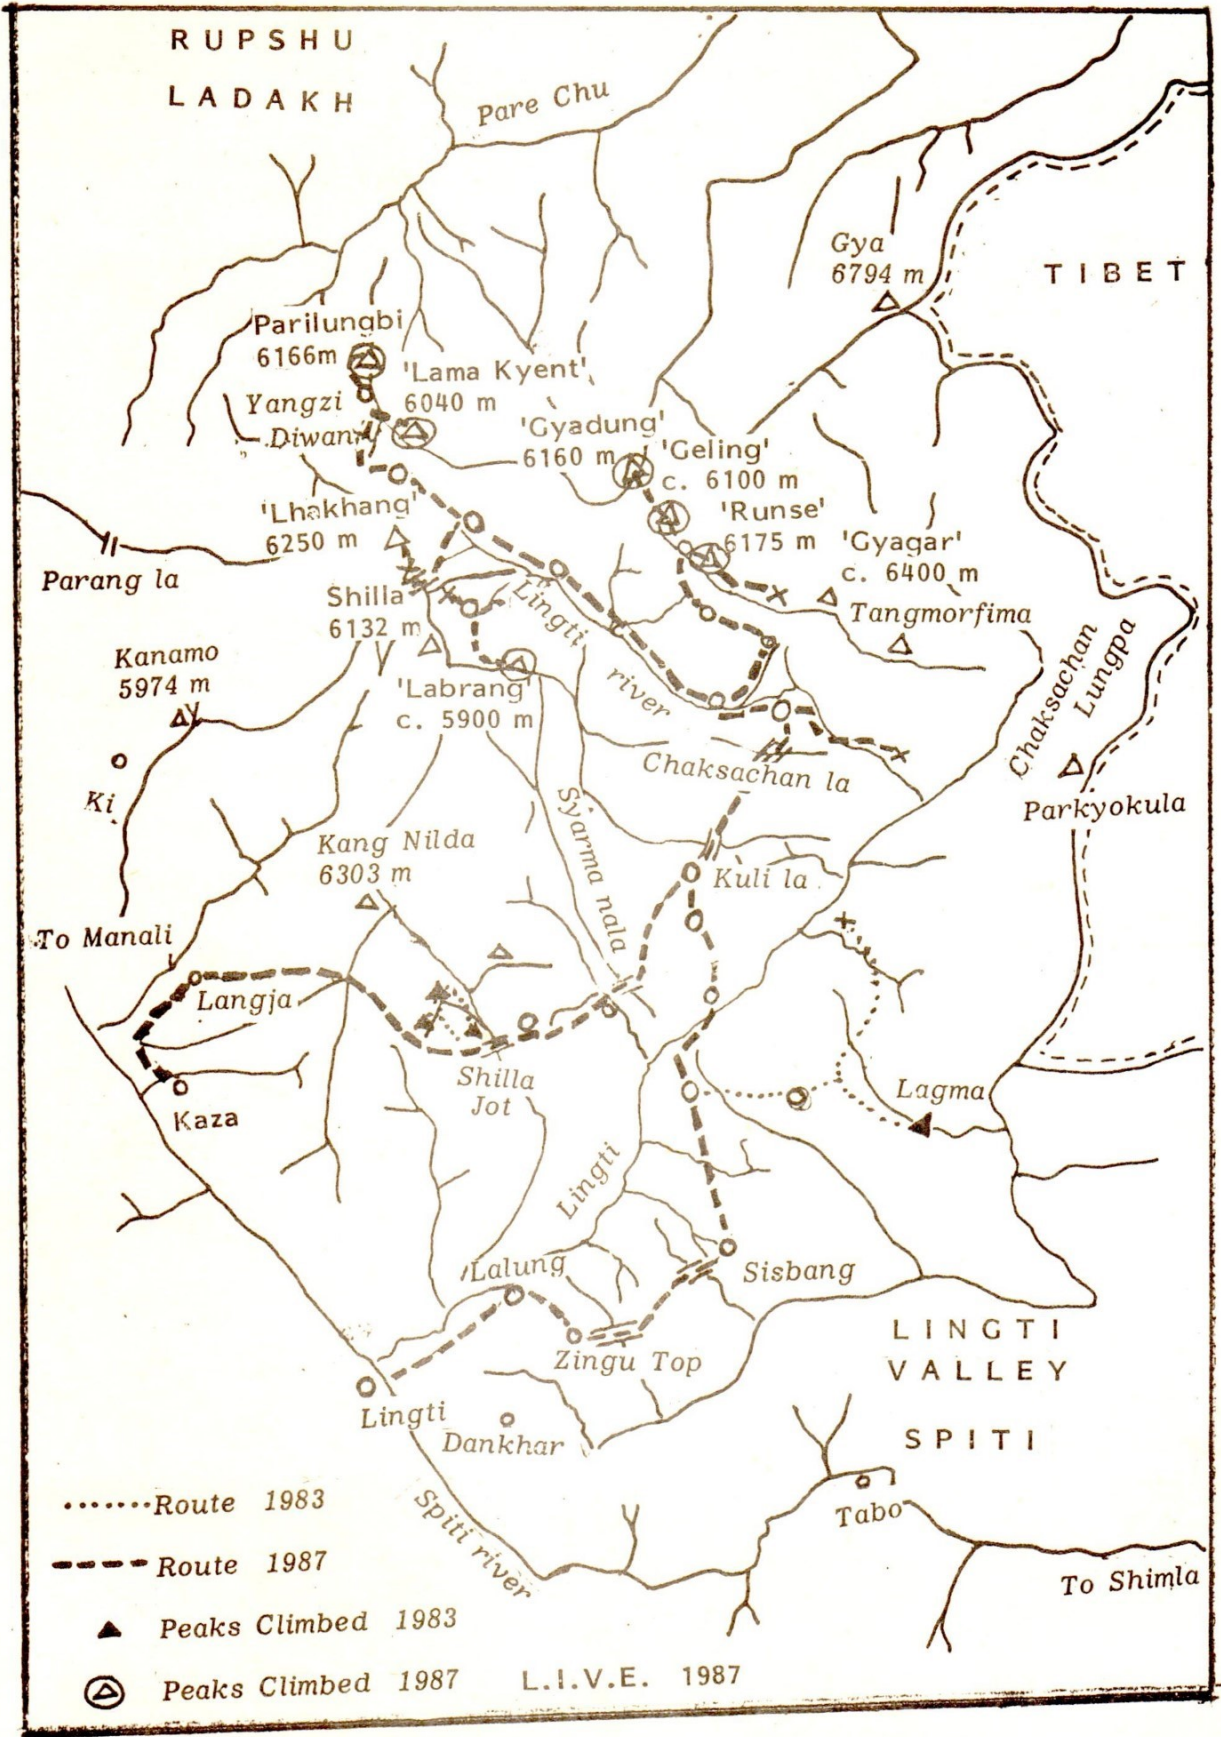 RUPSHU
LADAKH
Pare Chu
Gya
6794 m
TIBET
Parilungbi
6166m
'Lama Kyent'
6040 m
Yangzi
Diwan
'Gyadung'
6160 m
'Geling'
c. 6100 m
'Lhakhang'
6250 m
'Runse'
6175 m
'Gyagar'
c. 6400 m
Parang la
Shilla
6132 m
Lingti
river
Tangmorfima
Kanamo
5974 m
'Labrang'
c. 5900 m
Chaksachan
Lungpa
Chaksachan la
Ki
Parkyokula
Syarma nala
Kang Nilda
6303 m
Kuli la
To Manali
Langja
Shilla
Jot
Lagma
Kaza
Lingti
Lalung
Sisbang
Zingu Top
LINGTI
VALLEY
SPITI
Lingti
Dankhar
Tabo
Spiti river
To Shimla
Route 1983
Route 1987
Peaks Climbed 1983
Peaks Climbed 1987
L.I.V.E. 1987